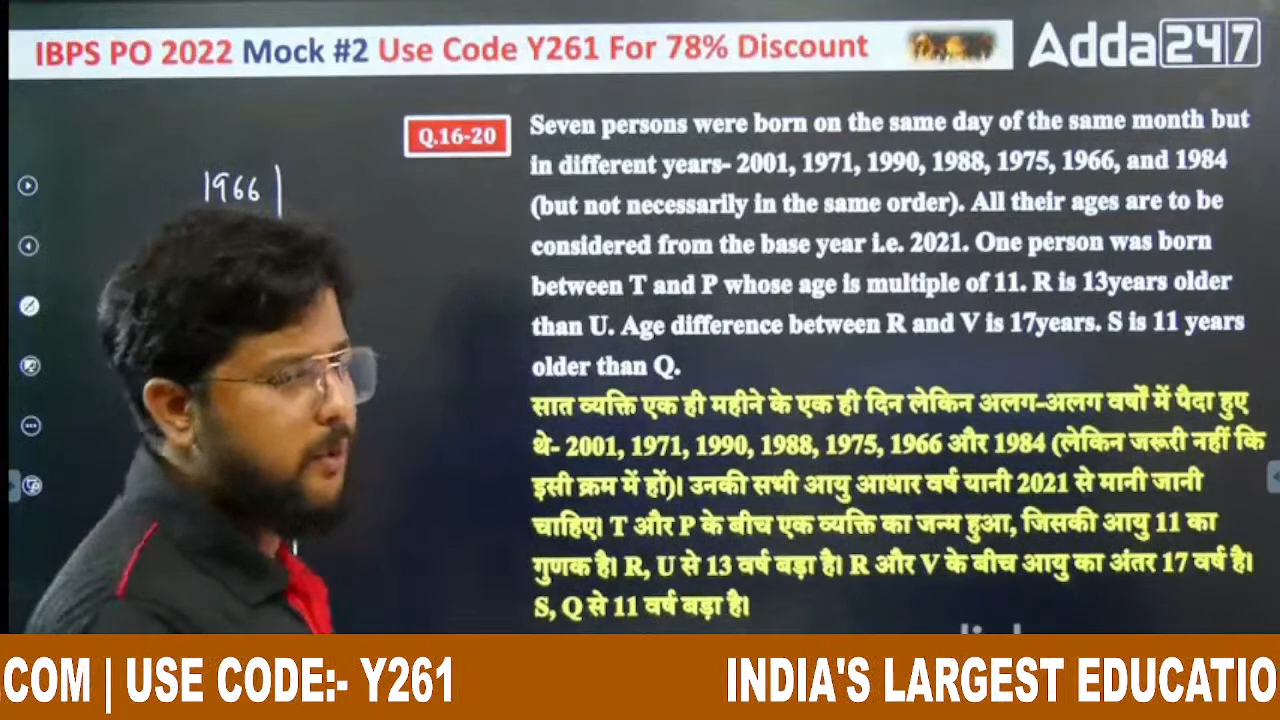 IBPS PO 2022 Mock #2 Use Code Y261 For 78% Discount
Adda247
Q.16-20
Seven persons were born on the same day of the same month but
in different years- 2001, 1971, 1990, 1988, 1975, 1966, and 1984
(but not necessarily in the same order). All their ages are to be
considered from the base year i.e. 2021. One person was born
between T and P whose age is multiple of 11. R is 13years older
than U. Age difference between R and V is 17years. S is 11 years
older than Q.
1966
सात व्यक्ति एक ही महीने के एक ही दिन लेकिन अलग-अलग वर्षों में पैदा हुए
थे- 2001, 1971, 1990, 1988, 1975, 1966 और 1984 (लेकिन जरूरी नहीं कि
इसी क्रम में हों)। उनकी सभी आयु आधार वर्ष यानी 2021 से मानी जानी
चाहिए। T और P के बीच एक व्यक्ति का जन्म हुआ, जिसकी आयु 11 का
गुणक है। R, U से 13 वर्ष बड़ा है। R और V के बीच आयु का अंतर 17 वर्ष है।
S, Q से 11 वर्ष बड़ा है।
.COM | USE CODE:- Y261
INDIA'S LARGEST EDUCATIO